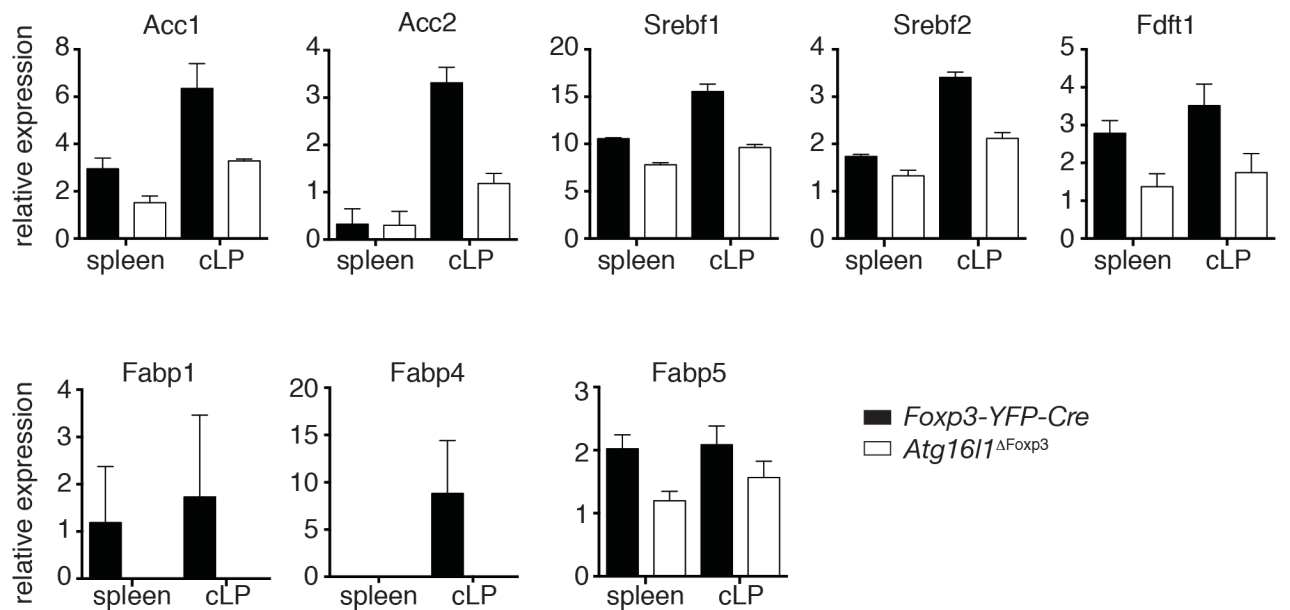 Acc1 Acc2 Srebf1 Srebf2 Fdft1
relative expression
8 6 4 2 0
4 3 2 1 0
20 15 10 5 0
4 3 2 1 0
5 4 3 2 1 0
spleen cLP spleen cLP spleen cLP spleen cLP spleen cLP
Fabp1 Fabp4 Fabp5
relative expression
4 3 2 1 0
20 15 10 5 0
3 2 1 0
spleen cLP spleen cLP spleen cLP
Foxp3-YFP-Cre
Atg16l1ΔFoxp3